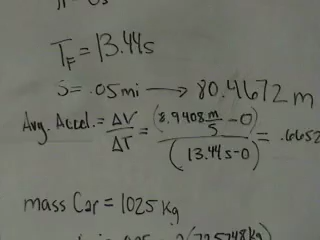 T_F = 13.44s
S = .05mi → 80.4672 m
Avg. Accel. = ΔV/ΔT = (8.9408 m/s - 0)/(13.44s-0) = .6652
mass Car = 1025 Kg